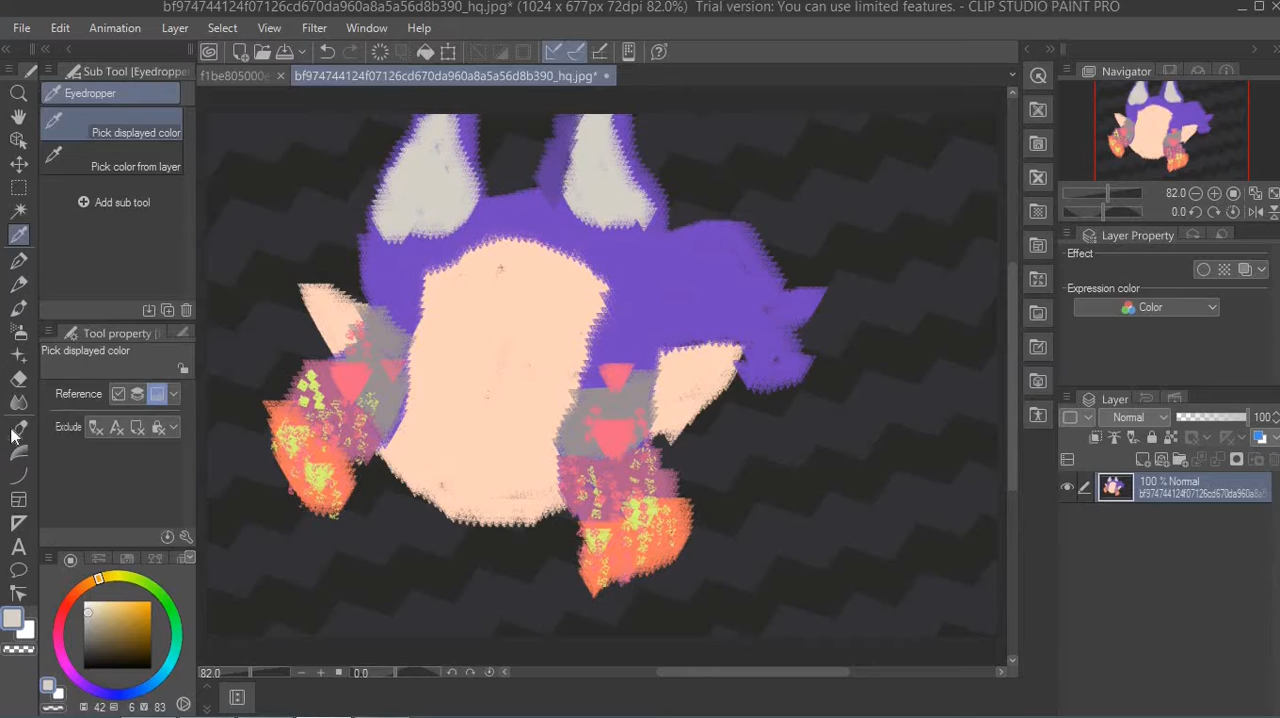 bf974744124f07126cd670da960a8a5a56d8b390_hq.jpg* (1024 x 677px 72dpi 82.0%)  Trial version: You can use limited features. - CLIP STUDIO PAINT PRO
File Edit Animation Layer Select View Filter Window Help
Sub Tool [Eyedropper
f1be805000
bf974744124f07126cd670da960a8a5a56d8b390_hq.jpg*
Navigator
Eyedropper
Pick displayed color
Pick color from layer
Add sub tool
82.0
0.0
Layer Property
Effect
Expression color
Color
Tool property [
Pick displayed color
Reference
Exclude
Layer
Normal
100
100 % Normal
bf974744124f07126cd670da960a8a5
82.0
0.0
42 S 6 V 83